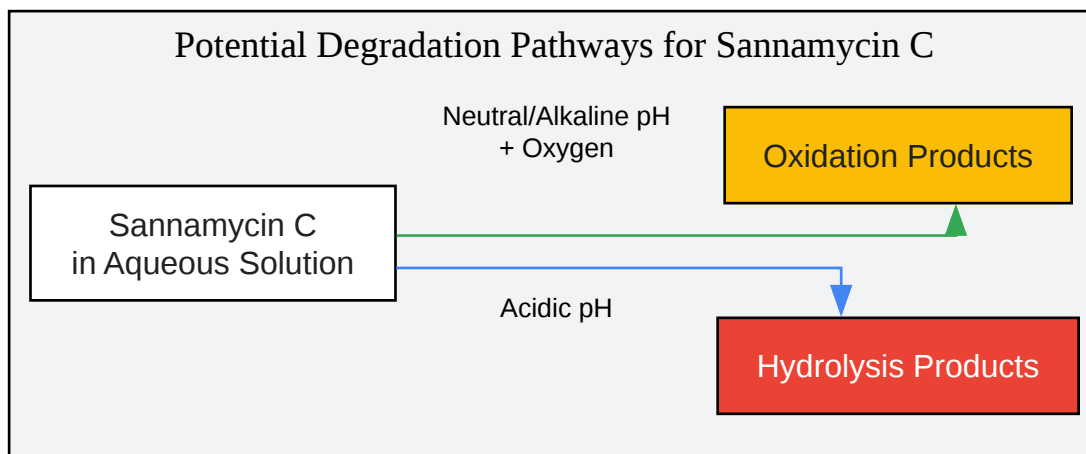 Potential Degradation Pathways for Sannamycin C
Neutral/Alkaline pH
+ Oxygen
Oxidation Products
Sannamycin C
in Aqueous Solution
Acidic pH
Hydrolysis Products